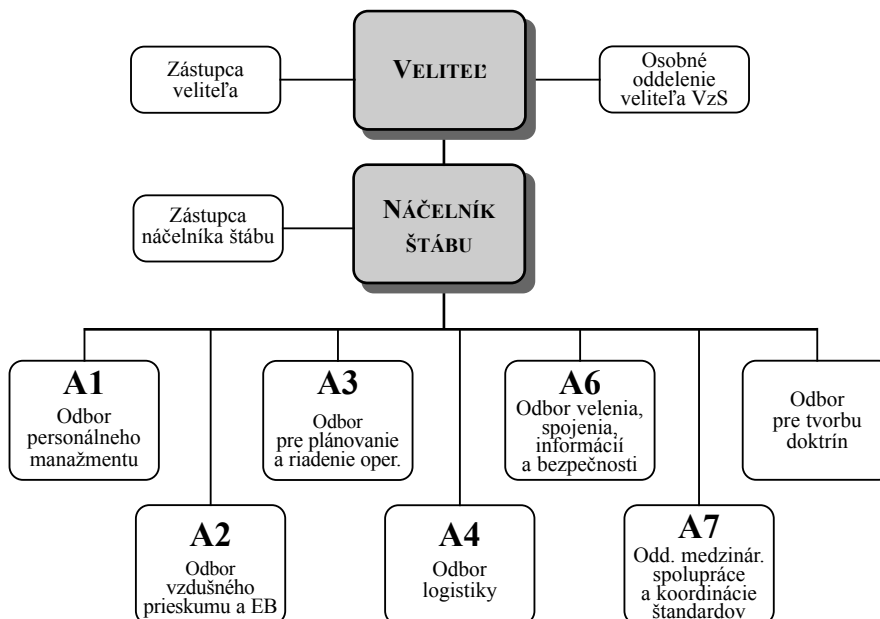 Zástupca
veliteľa
VELITEĽ
Osobné
oddelenie
veliteľa VzS
Zástupca
náčelníka štábu
NÁČELNÍK
ŠTÁBU
A1
Odbor
personálneho
manažmentu
A3
Odbor
pre plánovanie
a riadenie oper.
A6
Odbor velenia,
spojenia,
informácií
a bezpečnosti
Odbor
pre tvorbu
doktrín
A2
Odbor
vzdušného
prieskumu a EB
A4
Odbor
logistiky
A7
Odd. medzinár.
spolupráce
a koordinácie
štandardov